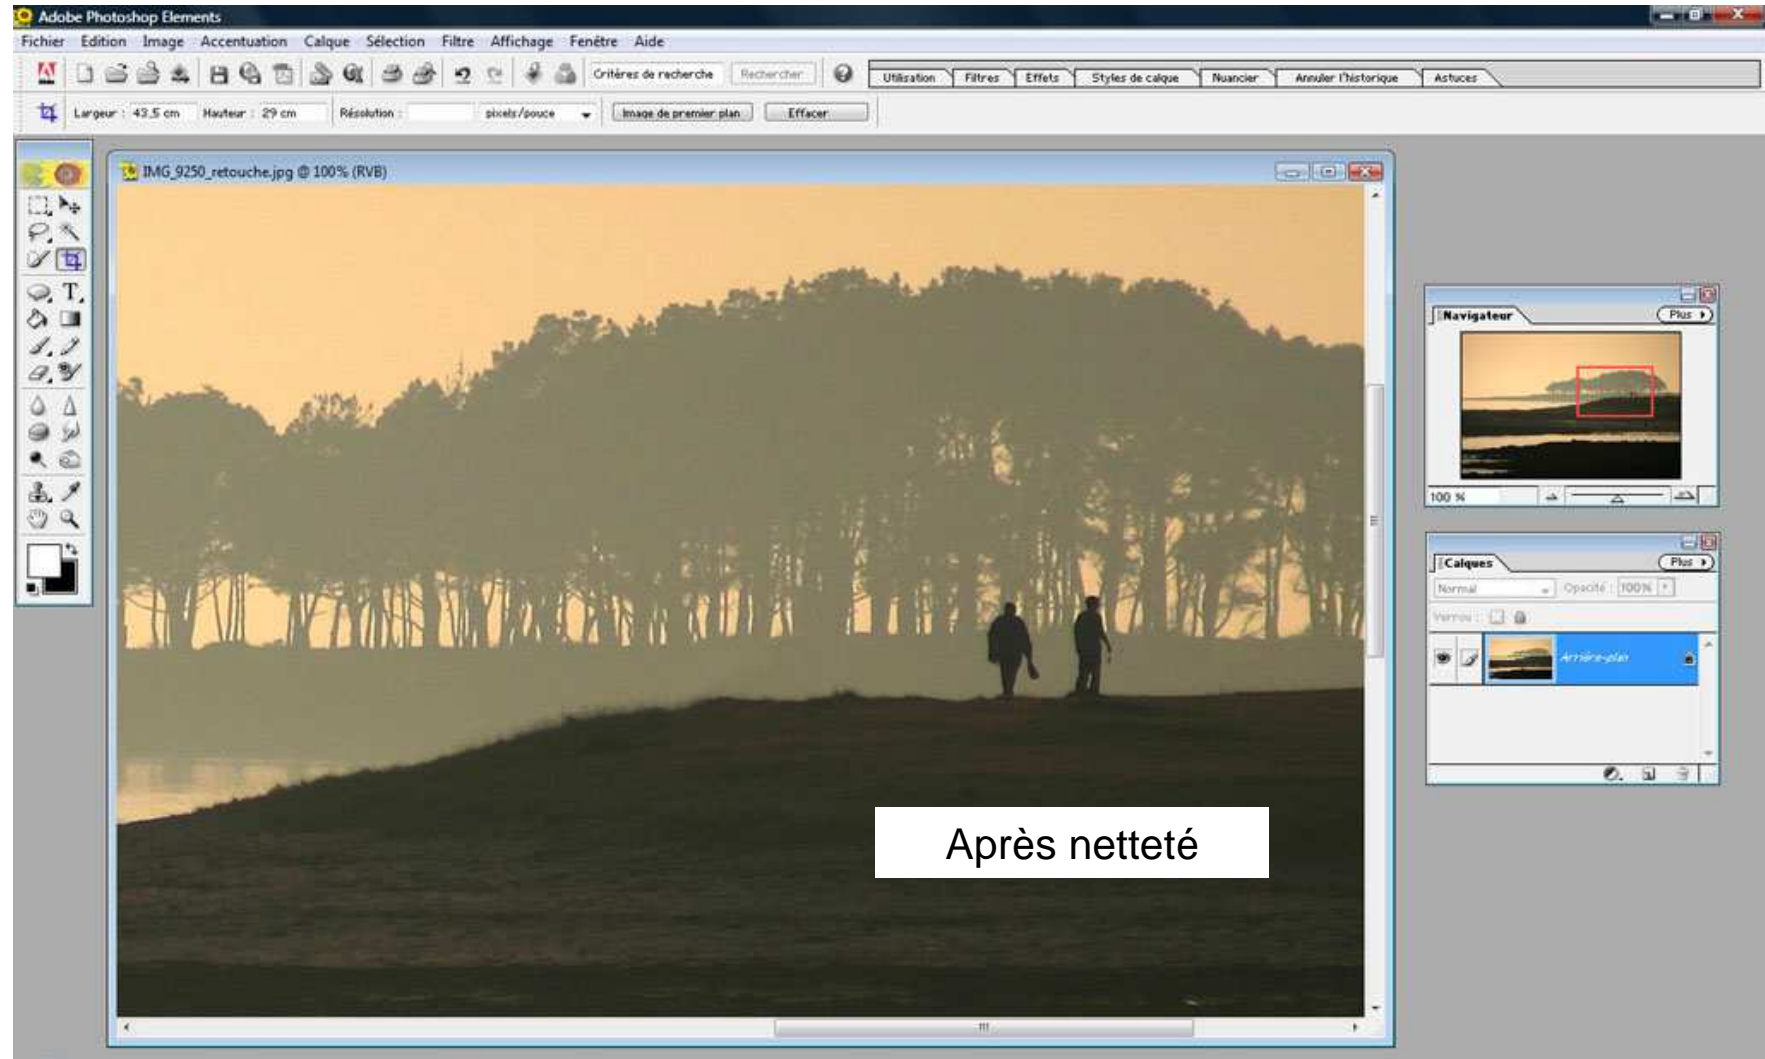 Adobe Photoshop Elements
Fichier Edition Image Accentuation Calque Sélection Filtre Affichage Fenêtre Aide
Critères de recherche Rechercher Utilisation Filtres Effets Styles de calque Nuancier Annuler l'historique Astuces
Largeur : 43,5 cm Hauteur : 29 cm Résolution : pixels/pouce Image de premier plan Effacer
IMG_9250_retouche.jpg @ 100% (RVB)
T
Navigateur Plus
100 %
Calques Plus
Normal Opacité : 100%
Verrou :
Arrière-plan
Après netteté